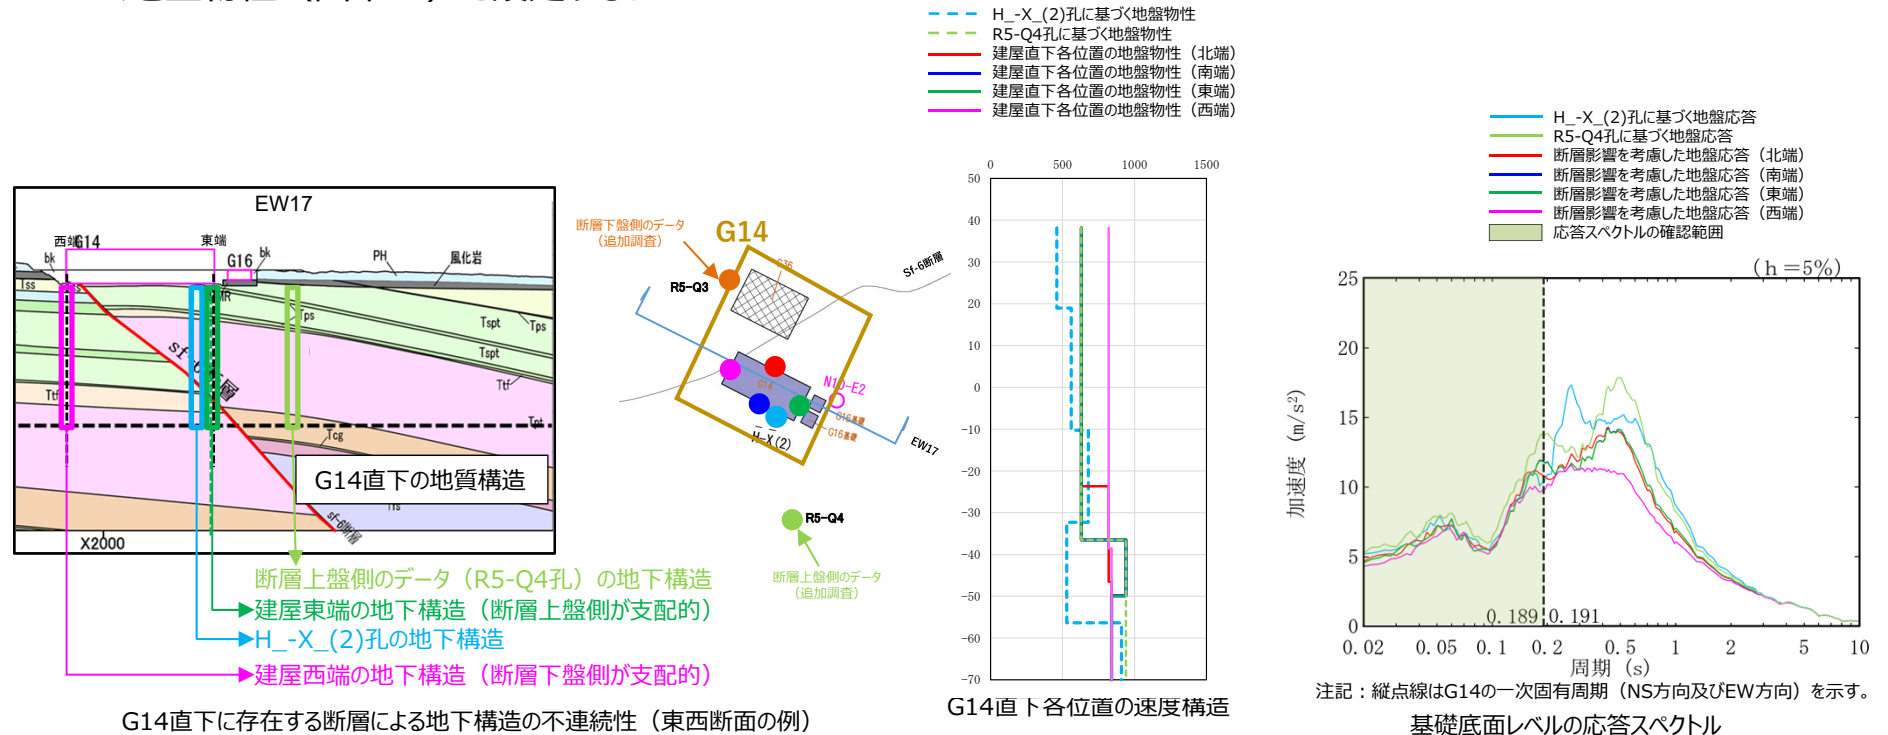 H_-X_(2)孔に基づく地盤物性
R5-Q4孔に基づく地盤物性
建屋直下各位置の地盤物性（北端）
建屋直下各位置の地盤物性（南端）
建屋直下各位置の地盤物性（東端）
建屋直下各位置の地盤物性（西端）
H_-X_(2)孔に基づく地盤応答
R5-Q4孔に基づく地盤応答
断層影響を考慮した地盤応答（北端）
断層影響を考慮した地盤応答（南端）
断層影響を考慮した地盤応答（東端）
断層影響を考慮した地盤応答（西端）
応答スペクトルの確認範囲
EW17
西端
G14
東端
bk
G16
bk
PH
風化岩
Tss
MR
Tps
Tspt
Tps
Tspt
Ttf
Ttf
sf-6断層
Tpt
Tcg
G14直下の地質構造
sf-6断層
X2000
断層上盤側のデータ（R5-Q4孔）の地下構造
建屋東端の地下構造（断層上盤側が支配的）
H_-X_(2)孔の地下構造
建屋西端の地下構造（断層下盤側が支配的）
G14直下に存在する断層による地下構造の不連続性（東西断面の例）
断層下盤側のデータ
（追加調査）
G14
G36
Sf-6断層
R5-Q3
G14
N10-E2
G16基礎
G16基礎
H-X(2)
EW17
R5-Q4
断層上盤側のデータ
（追加調査）
0 500 1000 1500
50
40
30
20
10
0
-10
-20
-30
-40
-50
-60
-70
G14直下各位置の速度構造
(h=5%)
25
20
15
10
5
0
加速度 (m/s²)
0.189 0.191
0.02 0.05 0.1 0.2 0.5 1 2 5 10
周期 (s)
注記：縦点線はG14の一次固有周期（NS方向及びEW方向）を示す。
基礎底面レベルの応答スペクトル